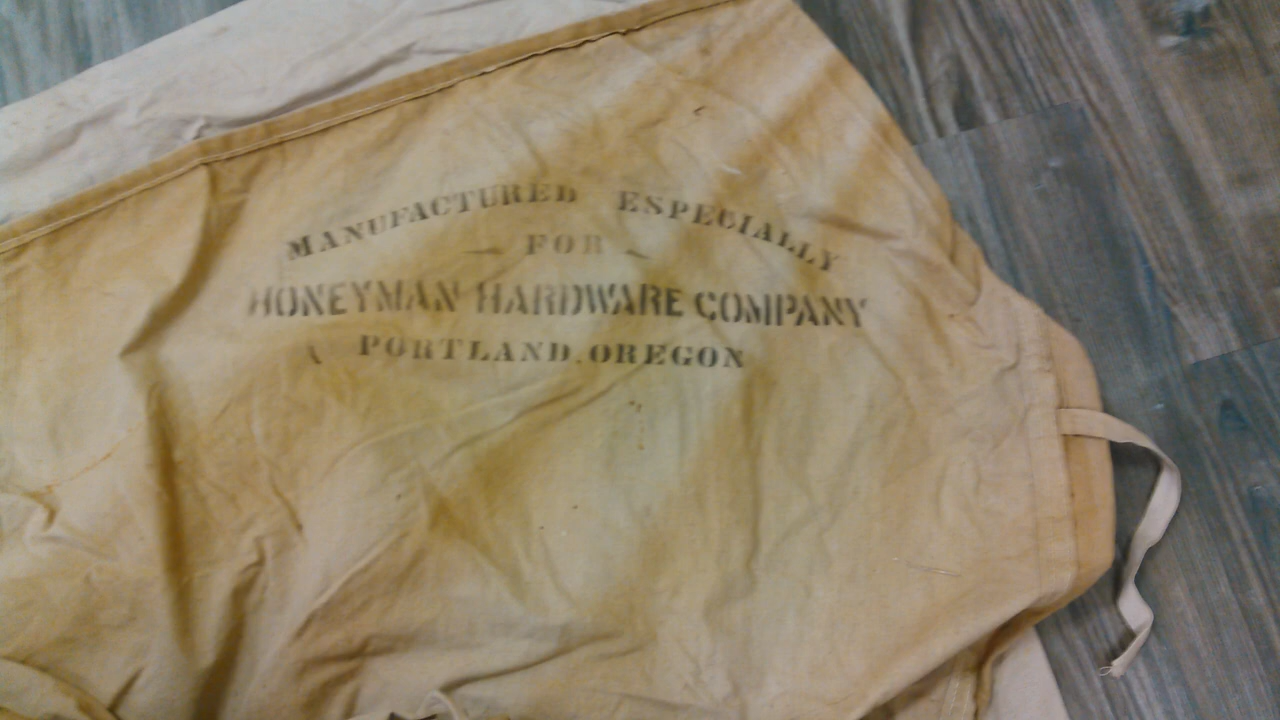 MANUFACTURED ESPECIALLY
— FOR —
HONEYMAN HARDWARE COMPANY
PORTLAND, OREGON